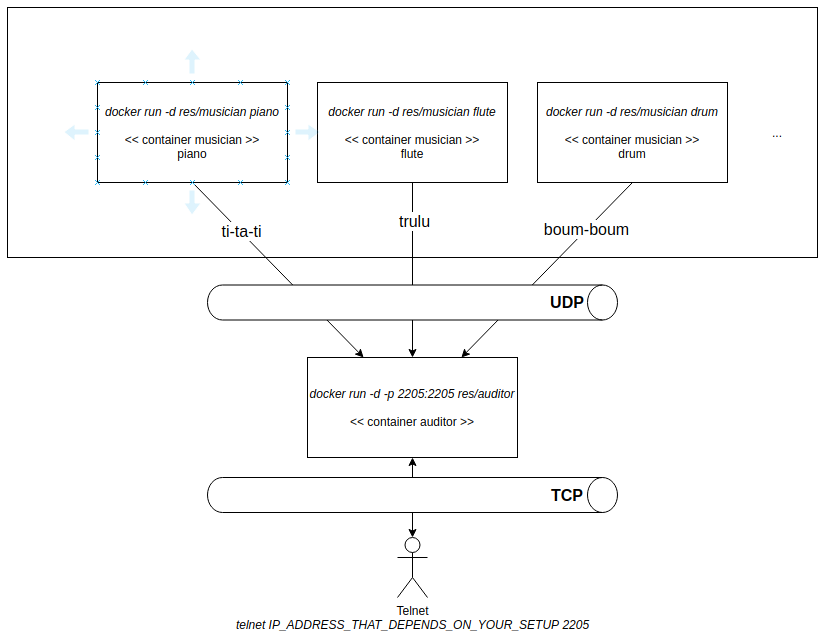 docker run -d res/musician piano
<< container musician >>
piano
docker run -d res/musician flute
<< container musician >>
flute
docker run -d res/musician drum
<< container musician >>
drum
...
ti-ta-ti
trulu
boum-boum
UDP
docker run -d -p 2205:2205 res/auditor
<< container auditor >>
TCP
Telnet
telnet IP_ADDRESS_THAT_DEPENDS_ON_YOUR_SETUP 2205